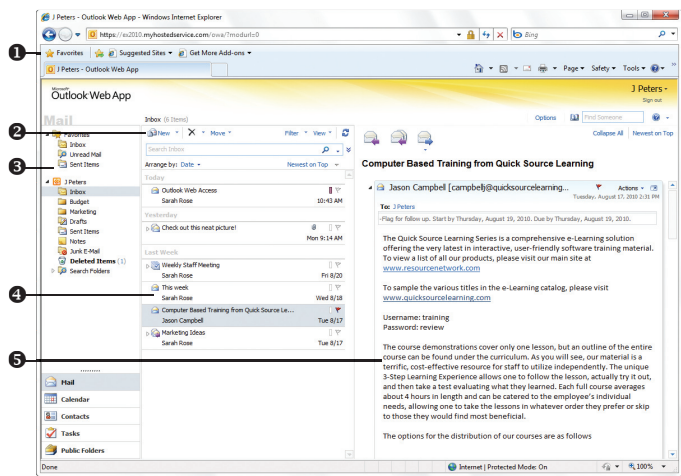 J Peters - Outlook Web App - Windows Internet Explorer
https://ex2010.myhostedservice.com/owa/?modurl=0
Bing
1
Favorites
Suggested Sites
Get More Add-ons
J Peters - Outlook Web App
Page
Safety
Tools
Microsoft
Outlook Web App
J Peters
Sign out
Mail
Inbox (6 Items)
Options
Find Someone
2
New
Move
Filter
View
Collapse All
Newest on Top
Favorites
Inbox
Unread Mail
3
Sent Items
J Peters
Inbox
Budget
Marketing
Drafts
Sent Items
Notes
Junk E-Mail
Deleted Items (1)
Search Folders
Search Inbox
Arrange by: Date
Newest on Top
Today
Outlook Web Access
Sarah Rose 10:43 AM
Yesterday
Check out this neat picture!
Mon 9:14 AM
Last Week
Weekly Staff Meeting
Sarah Rose Fri 8/20
4
This week
Sarah Rose Wed 8/18
Computer Based Training from Quick Source Le...
Jason Campbell Tue 8/17
Marketing Ideas
Sarah Rose Tue 8/17
Computer Based Training from Quick Source Learning
Jason Campbell [campbelj@quicksourcelearning...
Actions
Tuesday, August 17, 2010 2:31 PM
To: J Peters
-Flag for follow up. Start by Thursday, August 19, 2010. Due by Thursday, August 19, 2010.
The Quick Source Learning Series is a comprehensive e-Learning solution
offering the very latest in interactive, user-friendly software training material.
To view a list of all our products, please visit our main site at
www.resourcenetwork.com
To sample the various titles in the e-Learning catalog, please visit
www.quicksourcelearning.com
Username: training
Password: review
5
The course demonstrations cover only one lesson, but an outline of the entire
course can be found under the curriculum. As you will see, our material is a
terrific, cost-effective resource for staff to utilize independently. The unique
3-Step Learning Experience allows one to follow the lesson, actually try it out,
and then take a test evaluating what they learned. Each full course averages
about 4 hours in length and can be catered to the employee's individual
needs, allowing one to take the lessons in whatever order they prefer or skip
to those they would find most beneficial.
The options for the distribution of our courses are as follows
Mail
Calendar
Contacts
Tasks
Public Folders
Done
Internet | Protected Mode: On
100%